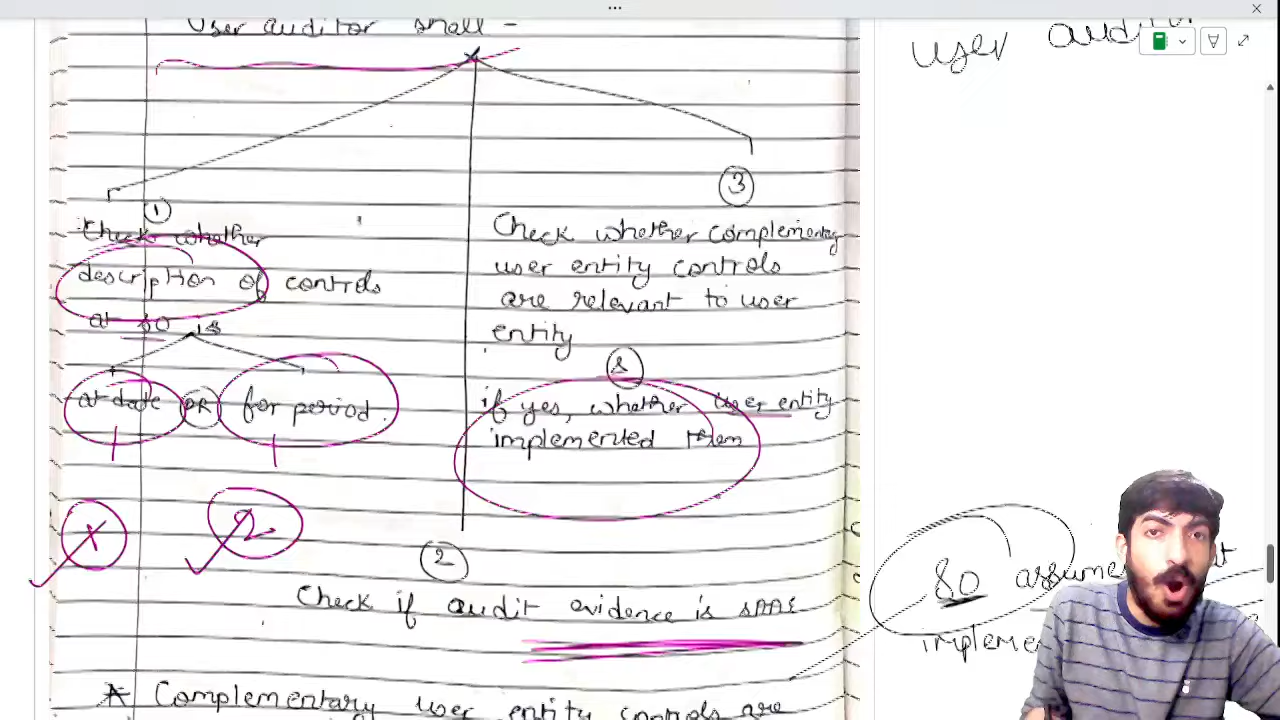 User auditor shall -
user auditor
①
Check whether
description of controls
at SO is
at date OR for period.
X
2
③
Check whether complementary
user entity controls
are relevant to user
entity
&
if yes, whether user entity
implemented them
②
Check if audit evidence is SAAE
* Complementary user entity controls are
SO